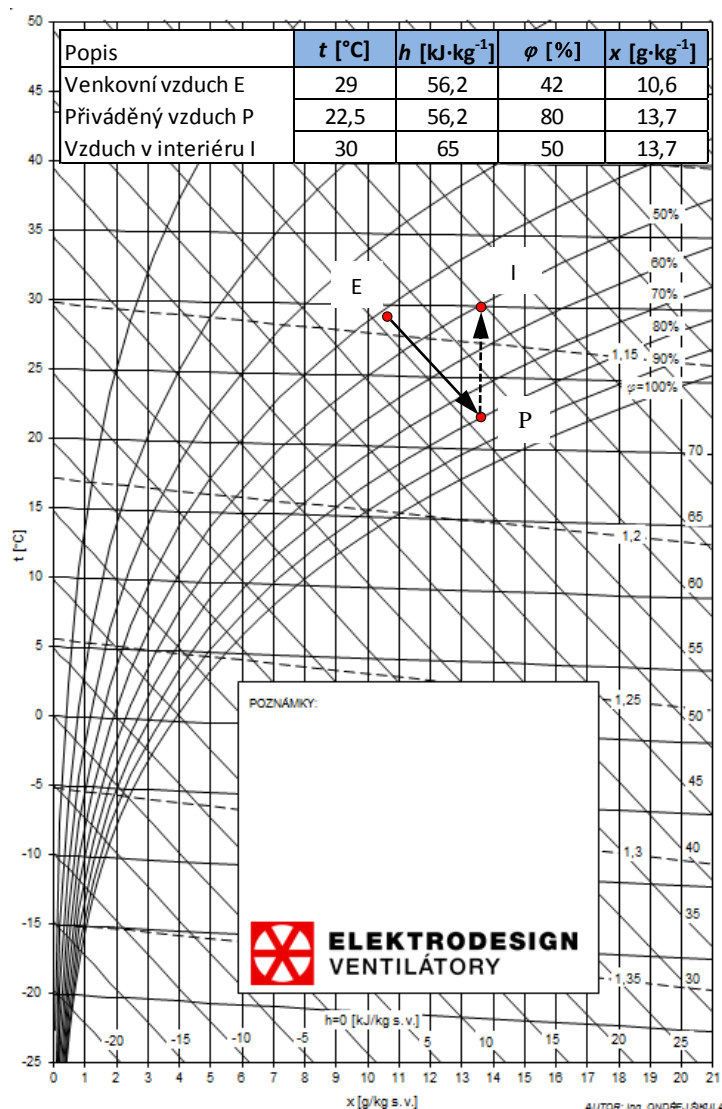 Popis t [°C] h [kJ·kg⁻¹] φ [%] x [g·kg⁻¹]
Venkovní vzduch E 29 56,2 42 10,6
Přiváděný vzduch P 22,5 56,2 80 13,7
Vzduch v interiéru I 30 65 50 13,7
50
45
40
35
30
25
20
15
10
5
0
-5
-10
-15
-20
-25
t [°C]
50%
60%
70%
80%
90%
φ=100%
E
I
P
1,15
1,2
1,25
1,3
1,35
70
65
60
55
50
45
40
35
30
POZNÁMKY:
ELEKTRODESIGN
VENTILÁTORY
h=0 [kJ/kg s.v.]
-20 -15 -10 -5 5 10 15 20 25
0 1 2 3 4 5 6 7 8 9 10 11 12 13 14 15 16 17 18 19 20 21
x [g/kg s.v.]
AUTOR: Ing. ONDŘEJ ŠIKULA